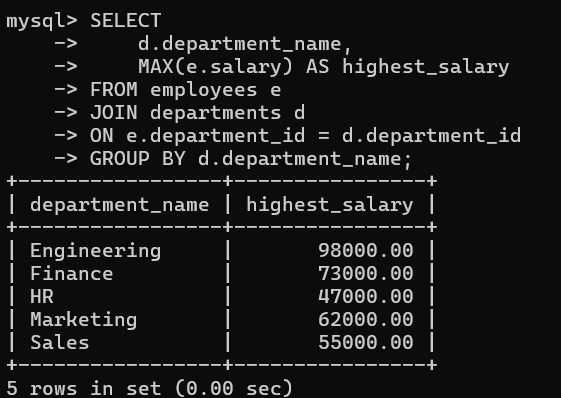 mysql> SELECT
    ->     d.department_name,
    ->     MAX(e.salary) AS highest_salary
    -> FROM employees e
    -> JOIN departments d
    -> ON e.department_id = d.department_id
    -> GROUP BY d.department_name;
+-----------------+----------------+
| department_name | highest_salary |
+-----------------+----------------+
| Engineering     |       98000.00 |
| Finance         |       73000.00 |
| HR              |       47000.00 |
| Marketing       |       62000.00 |
| Sales           |       55000.00 |
+-----------------+----------------+
5 rows in set (0.00 sec)